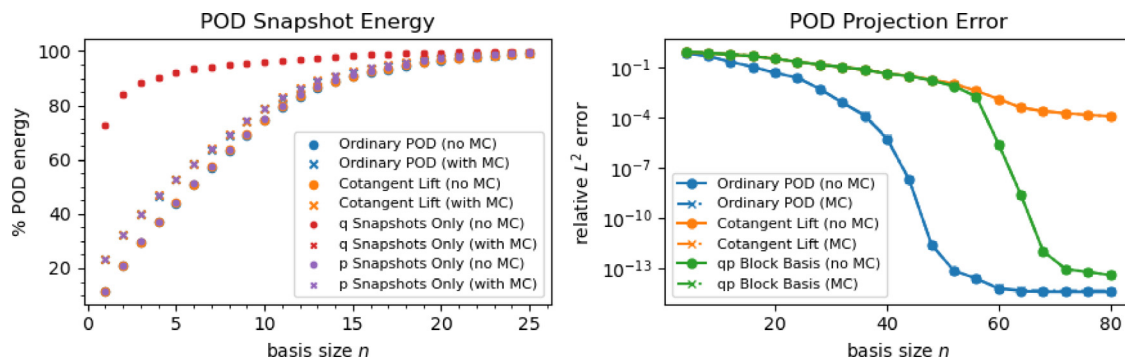 POD Snapshot Energy
% POD energy
100
80
60
40
20
0
5
10
15
20
25
basis size n
Ordinary POD (no MC)
Ordinary POD (with MC)
Cotangent Lift (no MC)
Cotangent Lift (with MC)
q Snapshots Only (no MC)
q Snapshots Only (with MC)
p Snapshots Only (no MC)
p Snapshots Only (with MC)
POD Projection Error
relative L² error
10⁻¹
10⁻⁴
10⁻⁷
10⁻¹⁰
10⁻¹³
20
40
60
80
basis size n
Ordinary POD (no MC)
Ordinary POD (MC)
Cotangent Lift (no MC)
Cotangent Lift (MC)
qp Block Basis (no MC)
qp Block Basis (MC)